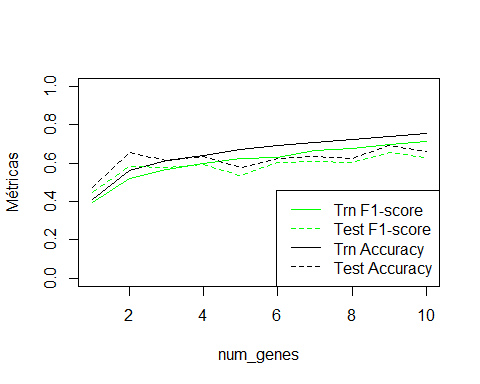 Métricas
1.0
0.8
0.6
0.4
0.2
0.0
Trn F1-score
Test F1-score
Trn Accuracy
Test Accuracy
2 4 6 8 10
num_genes